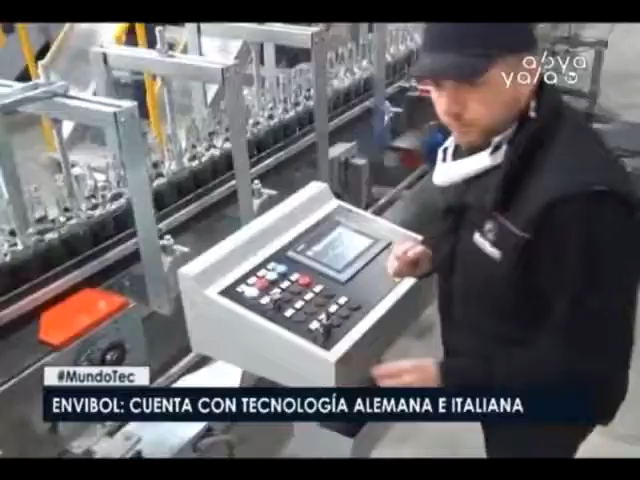 abya
yala
#MundoTec
ENVIBOL: CUENTA CON TECNOLOGÍA ALEMANA E ITALIANA